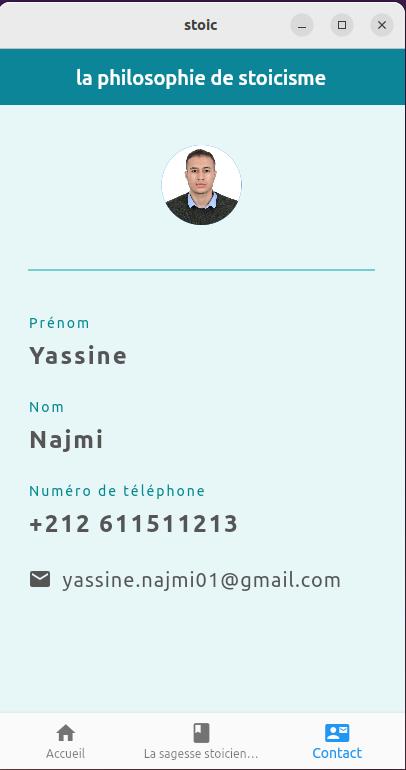 stoic
la philosophie de stoicisme
Prénom
Yassine
Nom
Najmi
Numéro de téléphone
+212 611511213
yassine.najmi01@gmail.com
Accueil
La sagesse stoicien...
Contact